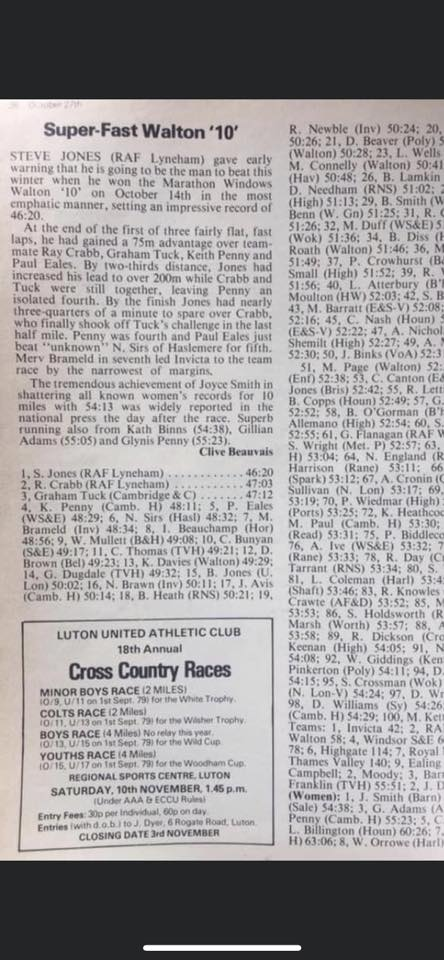 October 27th
Super-Fast Walton '10'
STEVE JONES (RAF Lyneham) gave early
warning that he is going to be the man to beat this
winter when he won the Marathon Windows
Walton '10' on October 14th in the most
emphatic manner, setting an impressive record of
46:20.
At the end of the first of three fairly flat, fast
laps, he had gained a 75m advantage over team-
mate Ray Crabb, Graham Tuck, Keith Penny and
Paul Eales. By two-thirds distance, Jones had
increased his lead to over 200m while Crabb and
Tuck were still together, leaving Penny an
isolated fourth. By the finish Jones had nearly
three-quarters of a minute to spare over Crabb,
who finally shook off Tuck's challenge in the last
half mile. Penny was fourth and Paul Eales just
beat "unknown" N, Sirs of Haslemere for fifth.
Merv Brameld in seventh led Invicta to the team
race by the narrowest of margins.
The tremendous achievement of Joyce Smith in
shattering all known women's records for 10
miles with 54:13 was widely reported in the
national press the day after the race. Superb
running also from Kath Binns (54:38), Gillian
Adams (55:05) and Glynis Penny (55:23).
Clive Beauvais
1, S. Jones (RAF Lyneham) . . . . . . . . . . 46:20
2, R. Crabb (RAF Lyneham) . . . . . . . . . 47:03
3, Graham Tuck (Cambridge & C) . . . . . . 47:12
4, K. Penny (Camb. H) 48:11; 5, P. Eales
(WS&E) 48:29; 6, N. Sirs (Hasl) 48:32; 7, M.
Brameld (Inv) 48:34; 8, I. Beauchamp (Hor)
48:56; 9, W. Mullett (B&H) 49:08; 10, C. Bunyan
(S&E) 49:17; 11, C. Thomas (TVH) 49:21; 12, D.
Brown (Bel) 49:23; 13, K. Davies (Walton) 49:29;
14, G. Dugdale (TVH) 49:32; 15, B. Jones (U.
Lon) 50:02; 16, N. Brawn (Inv) 50:11; 17, J. Avis
(Camb. H) 50:14; 18, B. Heath (RNS) 50:21; 19,
LUTON UNITED ATHLETIC CLUB
18th Annual
Cross Country Races
MINOR BOYS RACE (2 MILES)
(O/9, U/11 on 1st Sept. 79) for the White Trophy.
COLTS RACE (2 MILES)
(O/11, U/13 on 1st Sept. 79) for the Wilsher Trophy.
BOYS RACE (4 Miles) No relay this year.
(O/13, U/15 on 1st Sept. 79) for the Wild Cup.
YOUTHS RACE (4 Miles)
(O/15, U/17 on 1st Sept. 79) for the Woodham Cup.
REGIONAL SPORTS CENTRE, LUTON
SATURDAY, 10th NOVEMBER, 1.45 p.m.
(Under AAA & ECCU Rules)
Entry Fees: 30p per Individual, 60p on day.
Entries (with d.o.b.) to J. Dyer, 6 Rogate Road, Luton.
CLOSING DATE 3rd NOVEMBER
R. Newble (Inv) 50:24; 20,
50:26; 21, D. Beaver (Poly) 5
(Walton) 50:28; 23, L. Wells
M. Connelly (Walton) 50:41
(Hav) 50:48; 26, B. Lamkin
D. Needham (RNS) 51:02;
(High) 51:13; 29, B. Smith (W
Benn (W. Gn) 51:25; 31, R.
51:26; 32, M. Duff (WS&E) 5
(Wok) 51:36; 34, B. Diss (
Roath (Walton) 51:46; 36, M
51:49; 37, P. Crowhurst (B
Small (High) 51:52; 39, R.
51:56; 40, L. Atterbury (B'
Moulton (HW) 52:03; 42, S. B
43, M. Barratt (E&S-V) 52:08;
52:16; 45, C. Nash (Houn) 5
(E&S-V) 52:22; 47, A. Nichol
Shemilt (High) 52:27; 49, A.
52:30; 50, J. Binks (VoA) 52:3
51, M. Page (Walton) 52:
(Enf) 52:38; 53, C. Canton (E
Jones (Bris) 52:42; 55, R. Let
B. Copps (Houn) 52:49; 57, G.
52:52; 58, B. O'Gorman (B'
Allemano (High) 52:54; 60, S.
S. Wright (Met. P) 52:57; 63,
52:55; 61, G. Flanagan (RAF
H) 53:04; 64, N. England (R
Harrison (Rane) 53:11; 66
(Spark) 53:12; 67, A. Cronin (C
Sullivan (N. Lon) 53:17; 69,
53:19; 70, P. Wiedmar (High)
(Ports) 53:25; 72, K. Heathcoc
M. Paul (Camb. H) 53:30;
(Read) 53:31; 75, P. Biddlec
76, A. Ive (WS&E) 53:32; 7
(Rane) 53:33; 78, R. Day (C
Tarrant (RNS) 53:34; 80, S.
81, L. Coleman (Harl) 53:4
(Shaft) 53:46; 83, R. Knowles
Crawte (AF&D) 53:52; 85, M
53:53; 86, S. Holdsworth (R
Marsh (Worth) 53:57; 88, A
53:58; 89, R. Dickson (Cro
Keenan (High) 54:05; 91, N
54:08; 92, W. Giddings (Ken
Pinkerton (Poly) 54:11; 94, D.
54:15; 95, S. Crossman (Wok)
(N. Lon-V) 54:24; 97, D. W
98, D. Williams (Sy) 54:26
(Camb. H) 54:29; 100, M. Ken
Teams: 1, Invicta 42; 2, RA
Walton 58; 4, Windsor S&E 6
78; 6, Highgate 114; 7, Royal
Thames Valley 140; 9, Ealing
Campbell; 2, Moody; 3, Bar
Franklin (TVH) 55:51; 2, J. D
(Women): 1, J. Smith (Barn)
(Sale) 54:38; 3, G. Adams (A
Penny (Camb. H) 55:23; 5, C
L. Billington (Houn) 60:26; 7,
H) 63:06; 8, W. Orrowe (Harl)